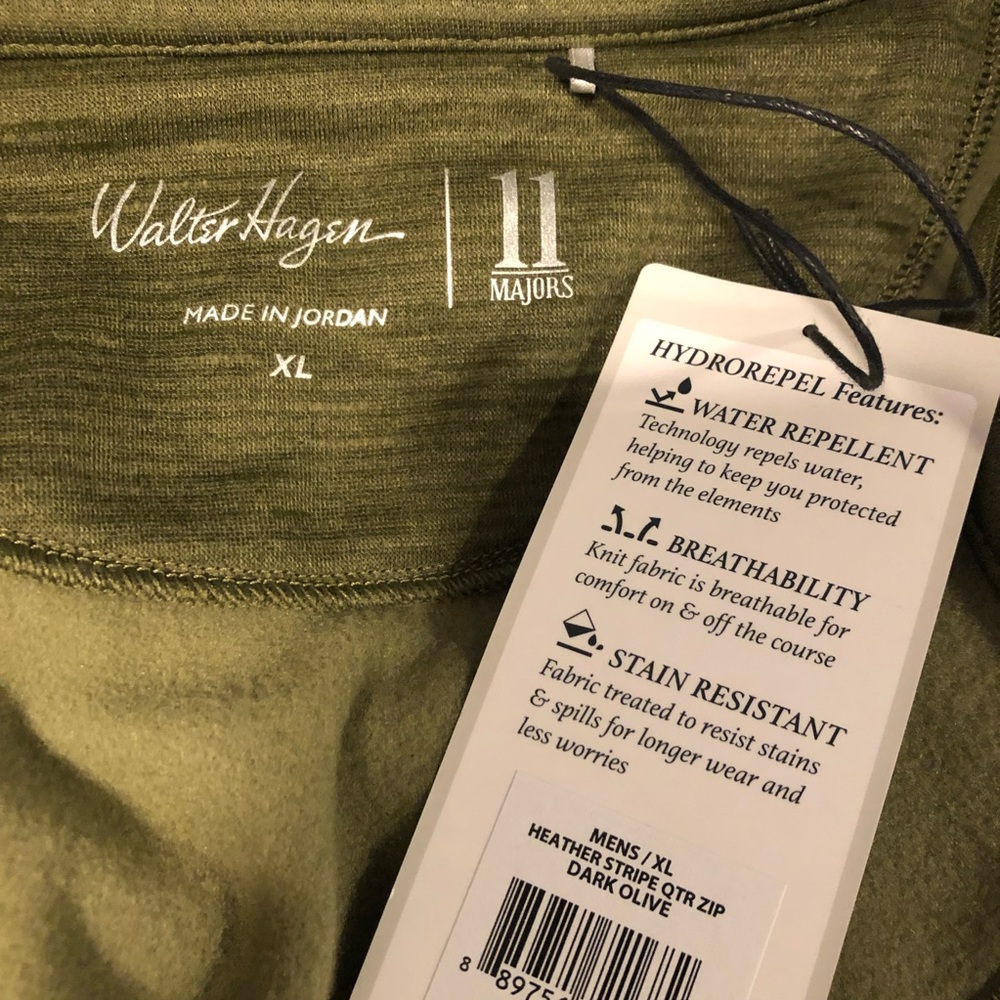 Walter Hagen
11
MAJORS
MADE IN JORDAN
XL
HYDROREPEL Features:
WATER REPELLENT
Technology repels water,
helping to keep you protected
from the elements
BREATHABILITY
Knit fabric is breathable for
comfort on & off the course
STAIN RESISTANT
Fabric treated to resist stains
& spills for longer wear and
less worries
MENS / XL
HEATHER STRIPE QTR ZIP
DARK OLIVE
8